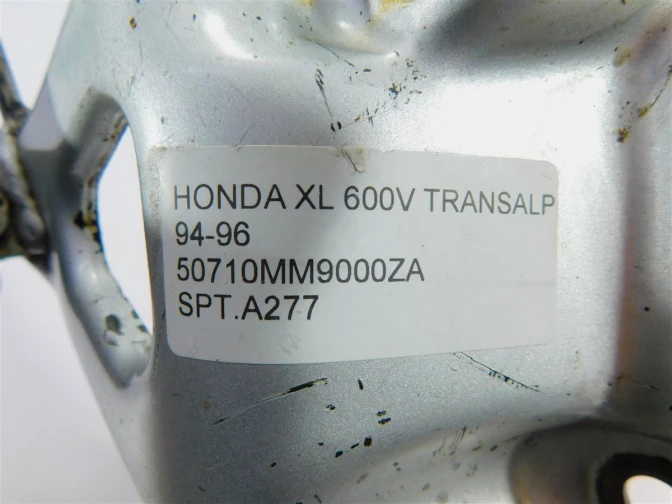 HONDA XL 600V TRANSALP
94-96
50710MM9000ZA
SPT.A277